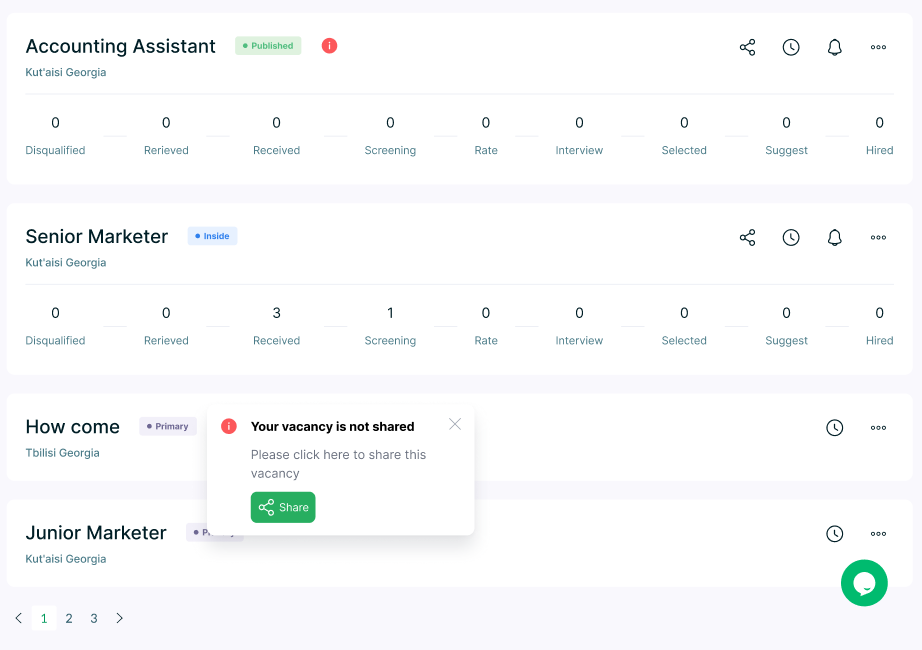 Accounting Assistant Published
Kut'aisi Georgia
0 0 0 0 0 0 0 0 0
Disqualified Rerieved Received Screening Rate Interview Selected Suggest Hired
Senior Marketer Inside
Kut'aisi Georgia
0 0 3 1 0 0 0 0 0
Disqualified Rerieved Received Screening Rate Interview Selected Suggest Hired
How come Primary
Tbilisi Georgia
Your vacancy is not shared
Please click here to share this
vacancy
Share
Junior Marketer
Kut'aisi Georgia
1 2 3